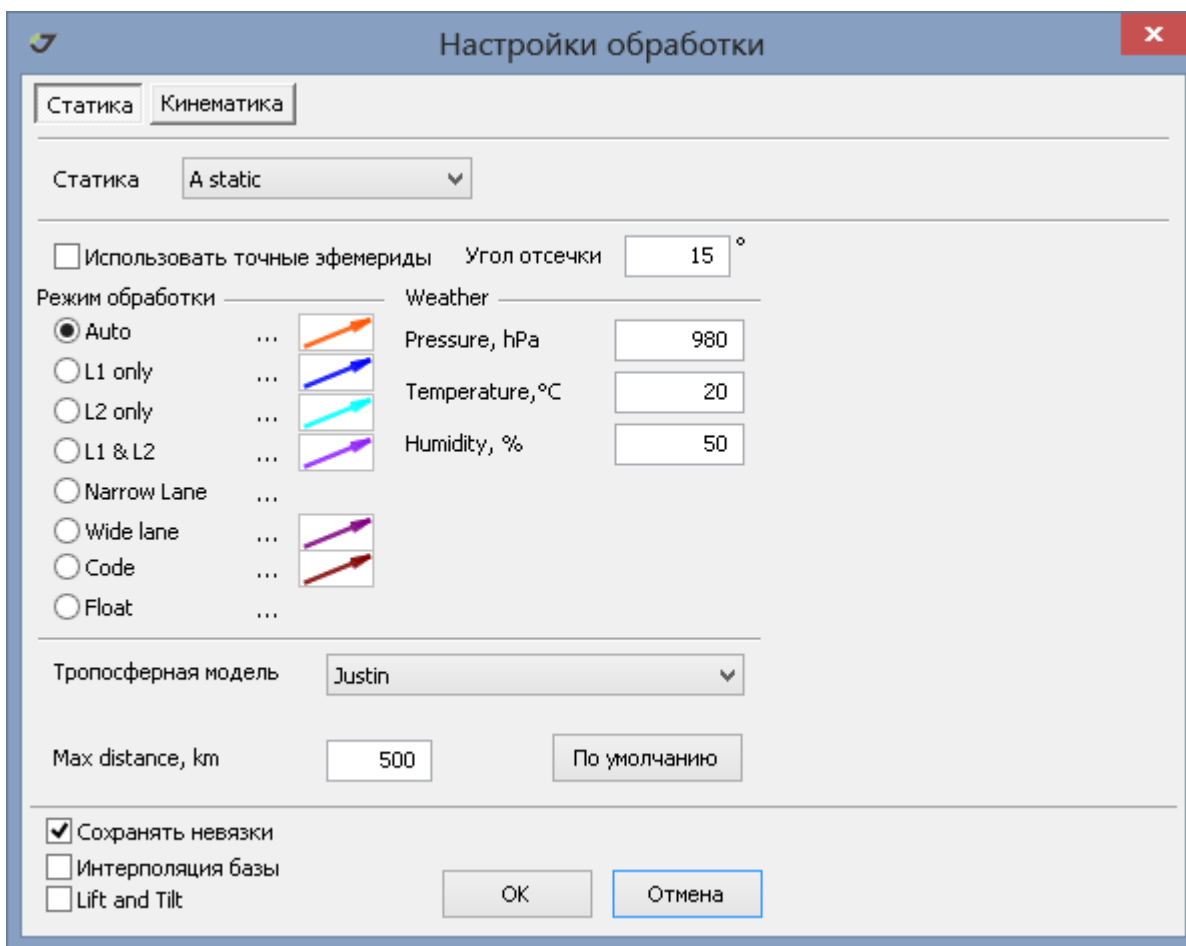 Настройки обработки
Статика Кинематика
Статика A static
Использовать точные эфемериды Угол отсечки 15 °
Режим обработки Weather
Auto ... Pressure, hPa 980
L1 only ...
Temperature,°C 20
L2 only ...
L1 & L2 ... Humidity, % 50
Narrow Lane ...
Wide lane ...
Code ...
Float ...
Тропосферная модель Justin
Max distance, km 500 По умолчанию
Сохранять невязки
Интерполяция базы
Lift and Tilt OK Отмена